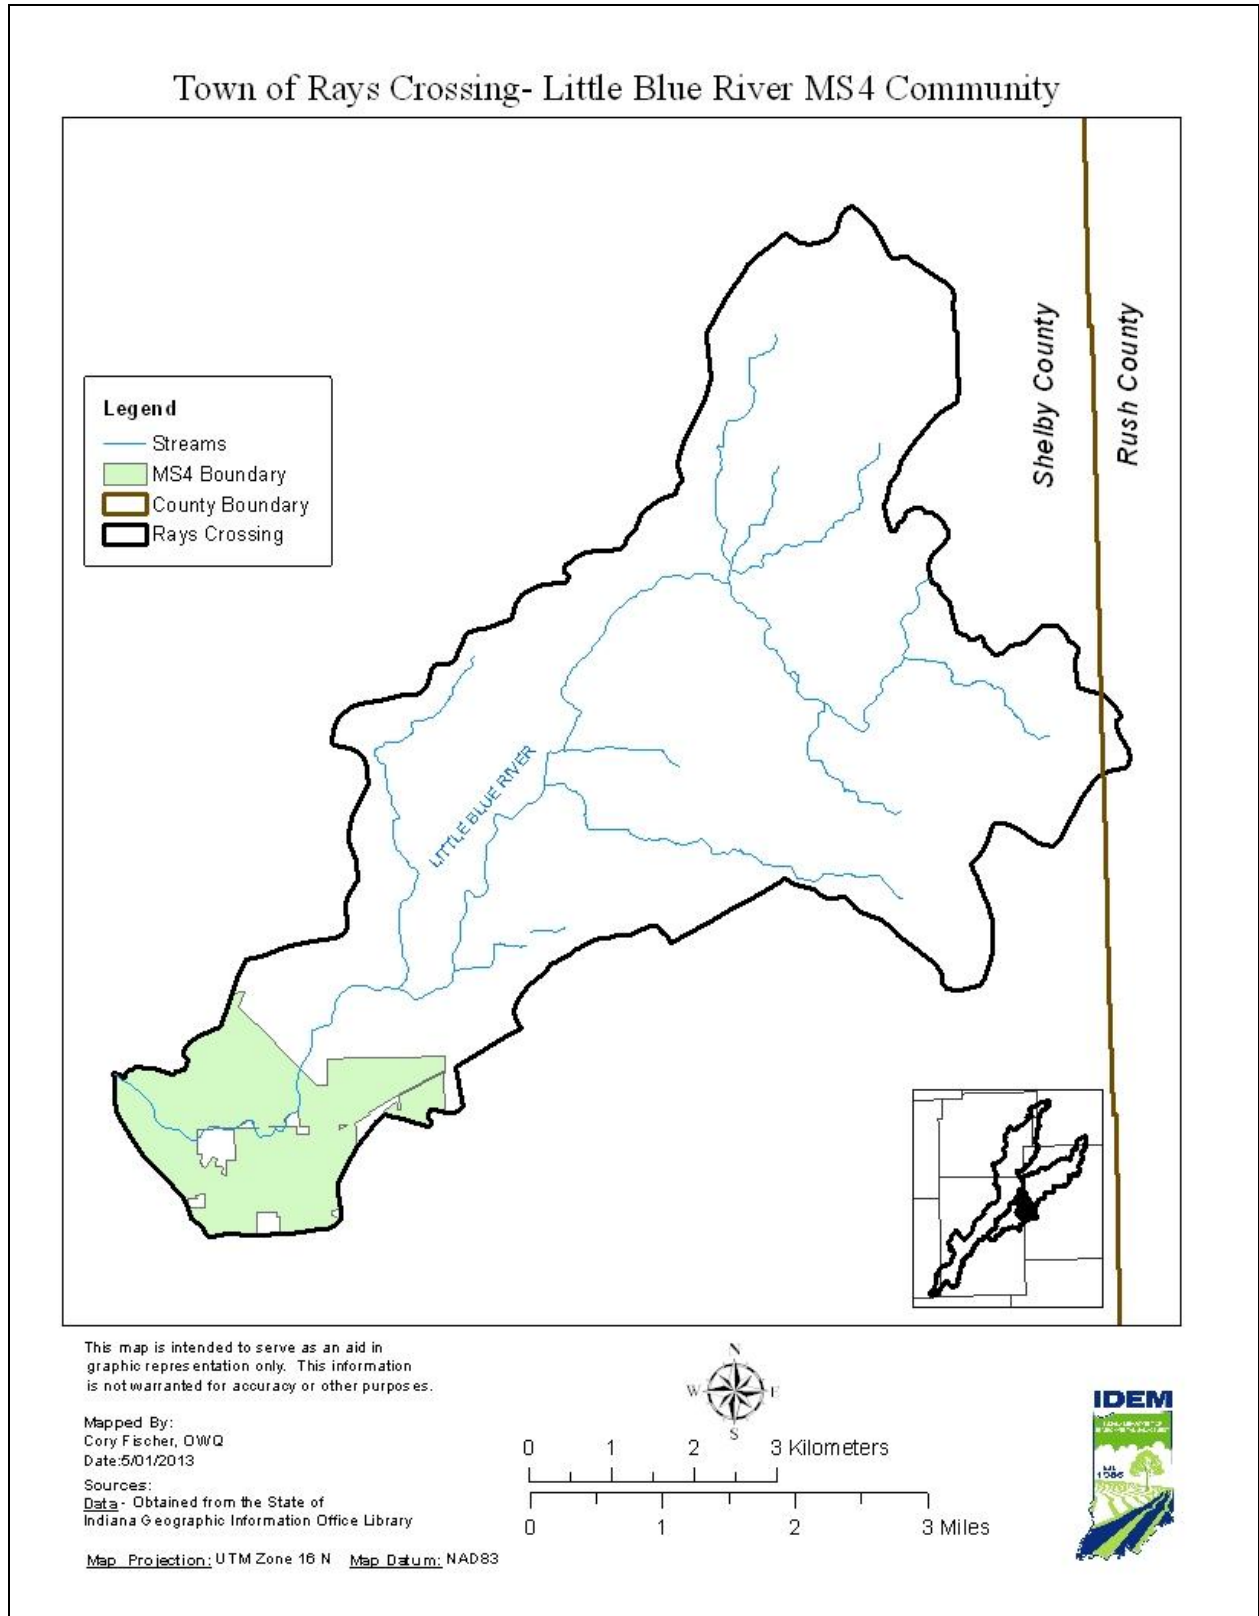 Town of Rays Crossing- Little Blue River MS4 Community
Shelby County
Rush County
Legend
Streams
MS4 Boundary
County Boundary
Rays Crossing
LITTLE BLUE RIVER
This map is intended to serve as an aid in
graphic representation only. This information
is not warranted for accuracy or other purposes.
Mapped By:
Cory Fischer, OWQ
Date:5/01/2013
Sources:
Data - Obtained from the State of
Indiana Geographic Information Office Library
Map Projection: UTM Zone 16 N Map Datum: NAD83
N
W E
S
0 1 2 3 Kilometers
0 1 2 3 Miles
IDEM
1986